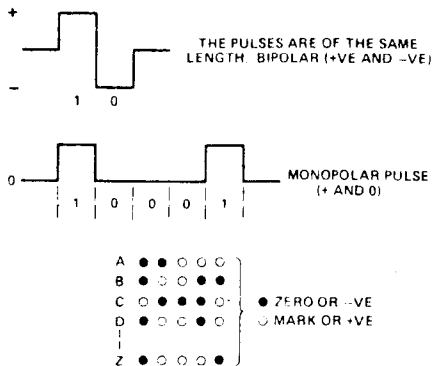 +
THE PULSES ARE OF THE SAME
LENGTH. BIPOLAR (+VE AND -VE)
-
1 0
0
MONOPOLAR PULSE
(+ AND 0)
1 0 0 0 1
A
B
C
D
Z
ZERO OR -VE
MARK OR +VE